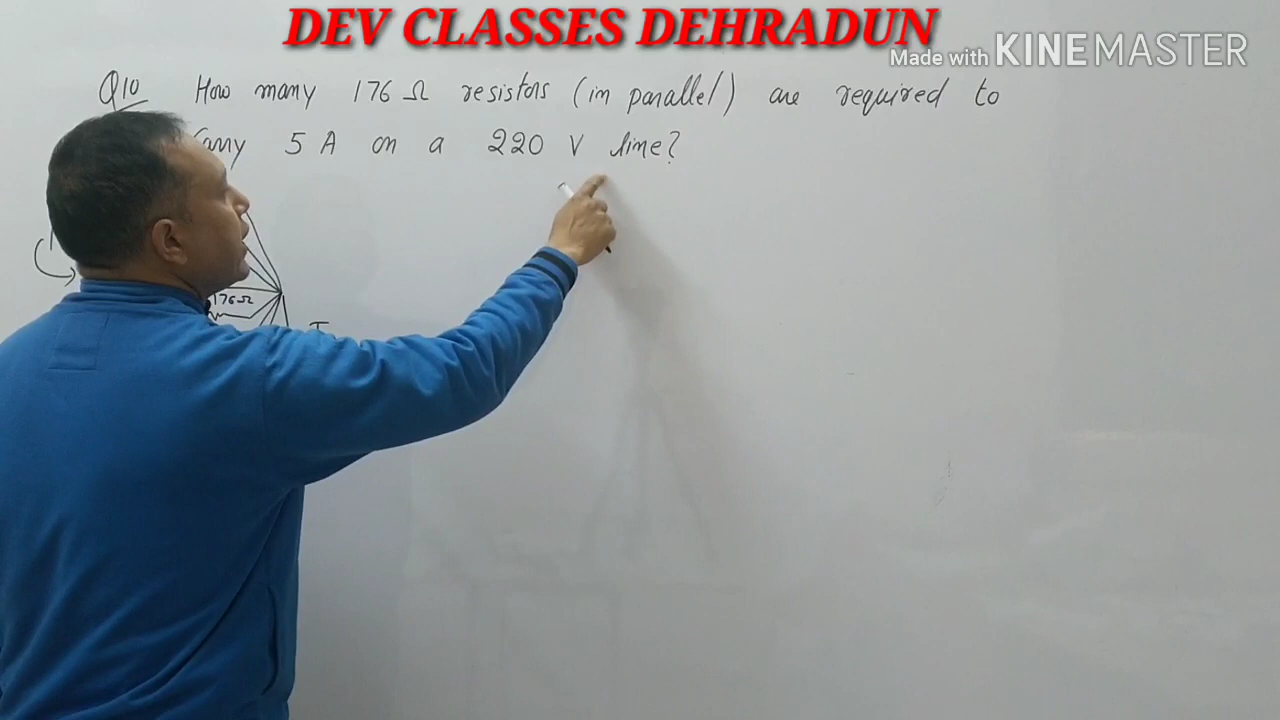 DEV CLASSES DEHRADUN
Made with KINEMASTER
Q10 How many 176 Ω resistors (in parallel) are required to
Carry 5 A on a 220 V line?
176Ω
I